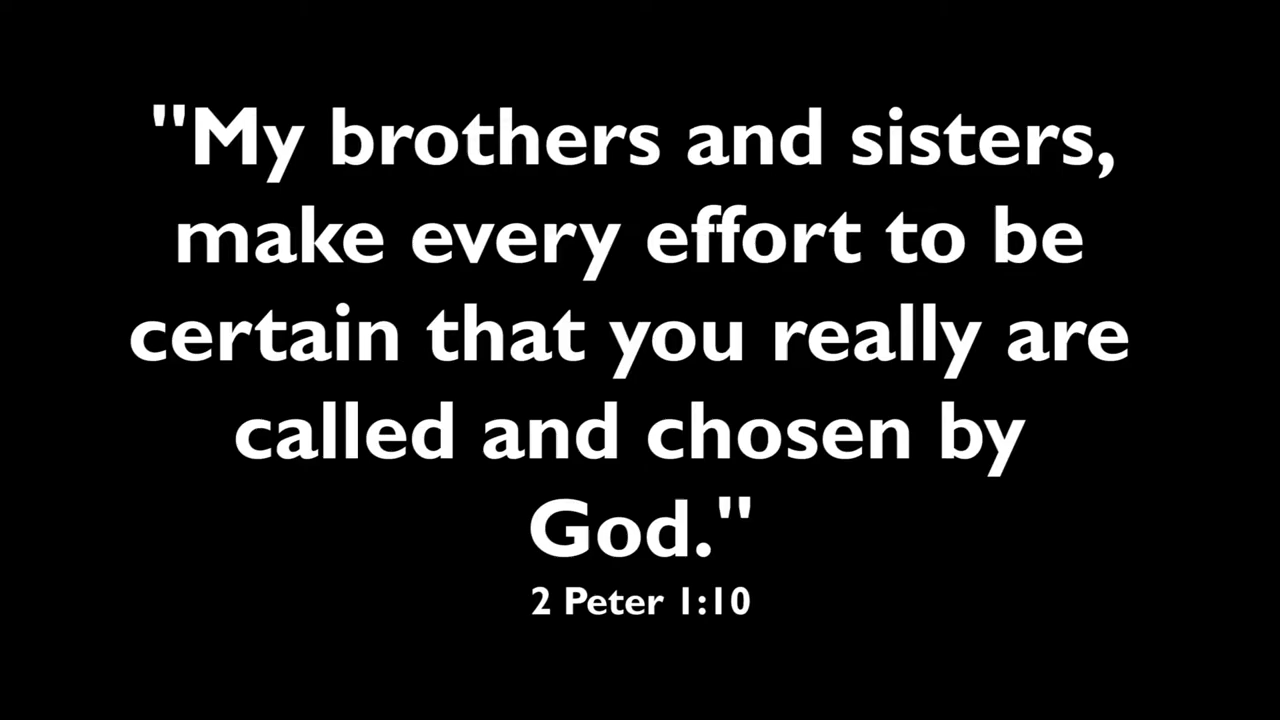 "My brothers and sisters,
make every effort to be
certain that you really are
called and chosen by
God."
2 Peter 1:10